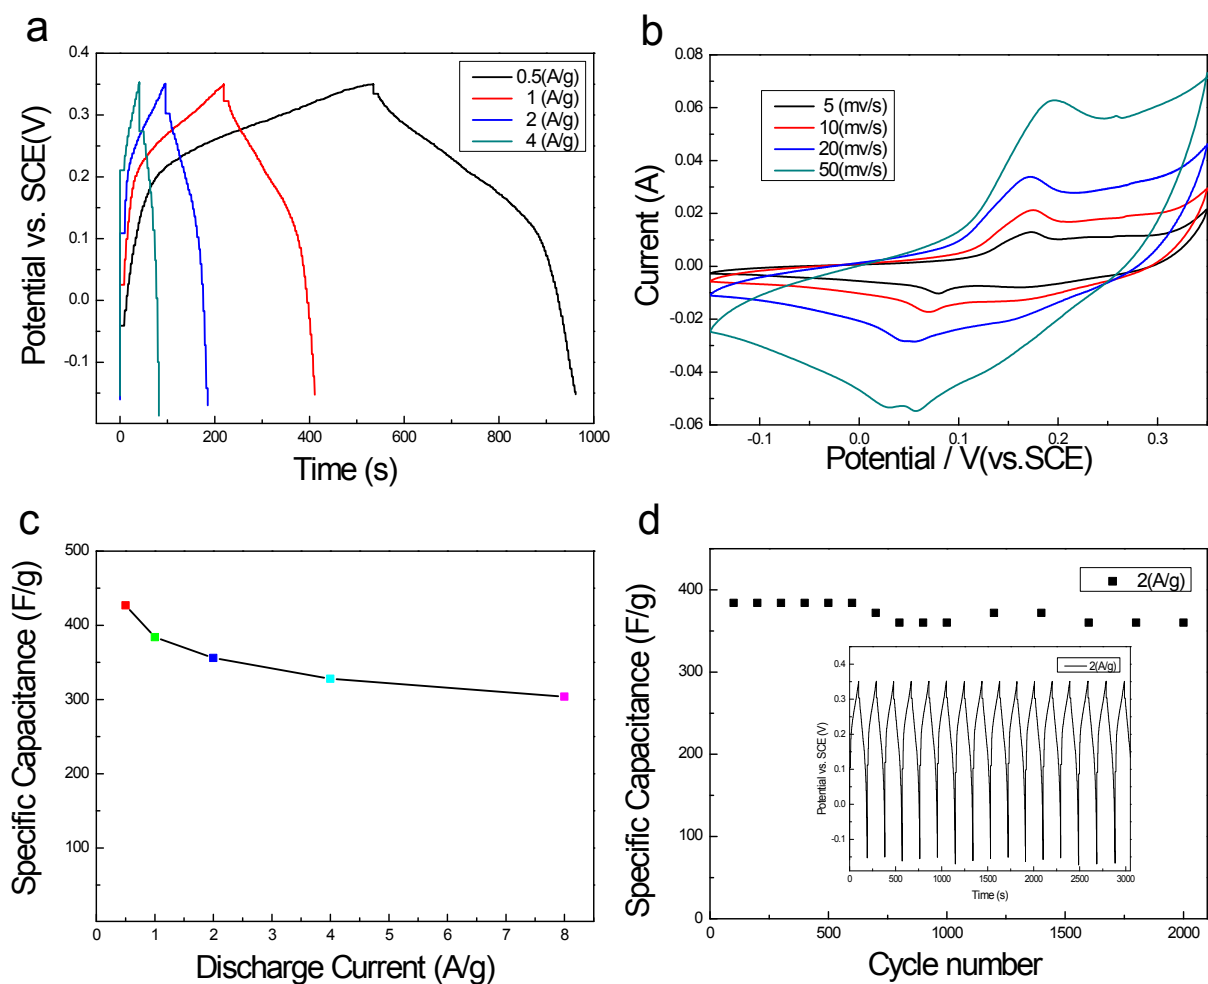 a
0.4
0.3
0.2
0.1
0.0
-0.1
0
200
400
600
800
1000
Potential vs. SCE(V)
Time (s)
0.5(A/g)
1 (A/g)
2 (A/g)
4 (A/g)
b
0.08
0.06
0.04
0.02
0.00
-0.02
-0.04
-0.06
-0.1
0.0
0.1
0.2
0.3
Current (A)
Potential / V(vs.SCE)
5 (mv/s)
10(mv/s)
20(mv/s)
50(mv/s)
c
500
400
300
200
100
0
1
2
3
4
5
6
7
8
Specific Capacitance (F/g)
Discharge Current (A/g)
d
400
300
200
100
0
0
500
1000
1500
2000
Specific Capacitance (F/g)
Cycle number
2(A/g)
0.4
0.3
0.2
0.1
0.0
-0.1
0
500
1000
1500
2000
2500
3000
Potential vs. SCE (V)
Time (s)
2(A/g)